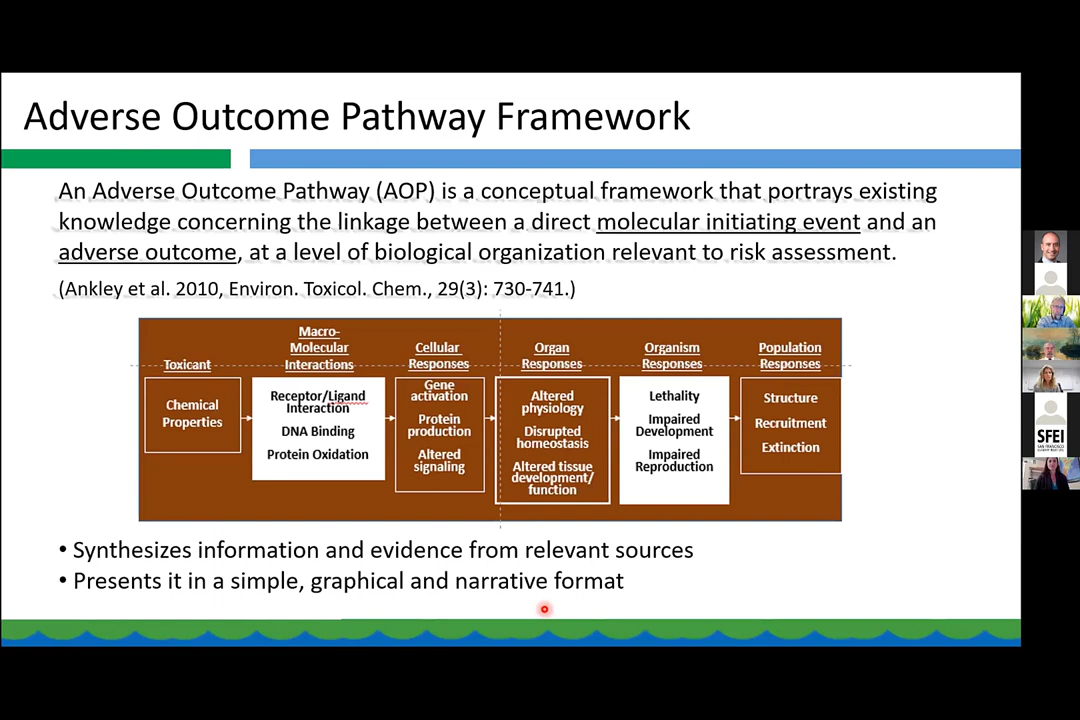 Adverse Outcome Pathway Framework
An Adverse Outcome Pathway (AOP) is a conceptual framework that portrays existing
knowledge concerning the linkage between a direct molecular initiating event and an
adverse outcome, at a level of biological organization relevant to risk assessment.
(Ankley et al. 2010, Environ. Toxicol. Chem., 29(3): 730-741.)
Toxicant
Chemical
Properties
Macro-
Molecular
Interactions
Receptor/Ligand
Interaction
DNA Binding
Protein Oxidation
Cellular
Responses
Gene
activation
Protein
production
Altered
signaling
Organ
Responses
Altered
physiology
Disrupted
homeostasis
Altered tissue
development/
function
Organism
Responses
Lethality
Impaired
Development
Impaired
Reproduction
Population
Responses
Structure
Recruitment
Extinction
• Synthesizes information and evidence from relevant sources
• Presents it in a simple, graphical and narrative format
SFEI